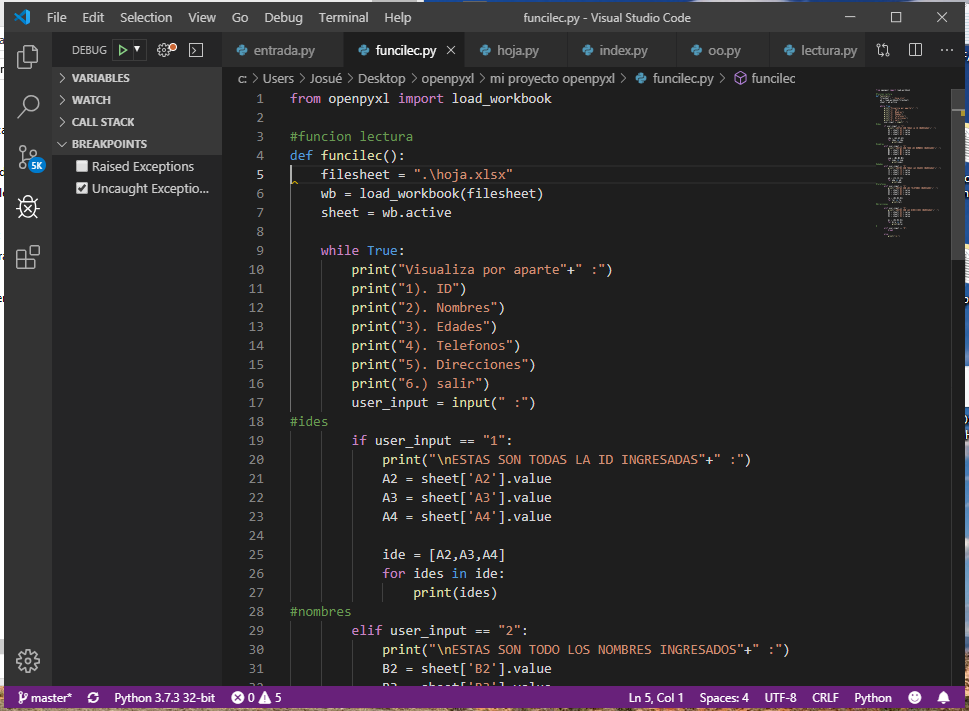 File Edit Selection View Go Debug Terminal Help funcilec.py - Visual Studio Code
DEBUG
entrada.py funcilec.py hoja.py index.py oo.py lectura.py
c: > Users > Josué > Desktop > openpyxl > mi proyecto openpyxl > funcilec.py > funcilec
VARIABLES
WATCH
CALL STACK
BREAKPOINTS
Raised Exceptions
Uncaught Exceptio...
5K
1 from openpyxl import load_workbook
2
3 #funcion lectura
4 def funcilec():
5 filesheet = ".\hoja.xlsx"
6 wb = load_workbook(filesheet)
7 sheet = wb.active
8
9 while True:
10 print("Visualiza por aparte"+" :")
11 print("1). ID")
12 print("2). Nombres")
13 print("3). Edades")
14 print("4). Telefonos")
15 print("5). Direcciones")
16 print("6.) salir")
17 user_input = input(" :")
18 #ides
19 if user_input == "1":
20 print("\nESTAS SON TODAS LA ID INGRESADAS"+" :")
21 A2 = sheet['A2'].value
22 A3 = sheet['A3'].value
23 A4 = sheet['A4'].value
24
25 ide = [A2,A3,A4]
26 for ides in ide:
27 print(ides)
28 #nombres
29 elif user_input == "2":
30 print("\nESTAS SON TODO LOS NOMBRES INGRESADOS"+" :")
31 B2 = sheet['B2'].value
master* Python 3.7.3 32-bit 0 5 Ln 5, Col 1 Spaces: 4 UTF-8 CRLF Python